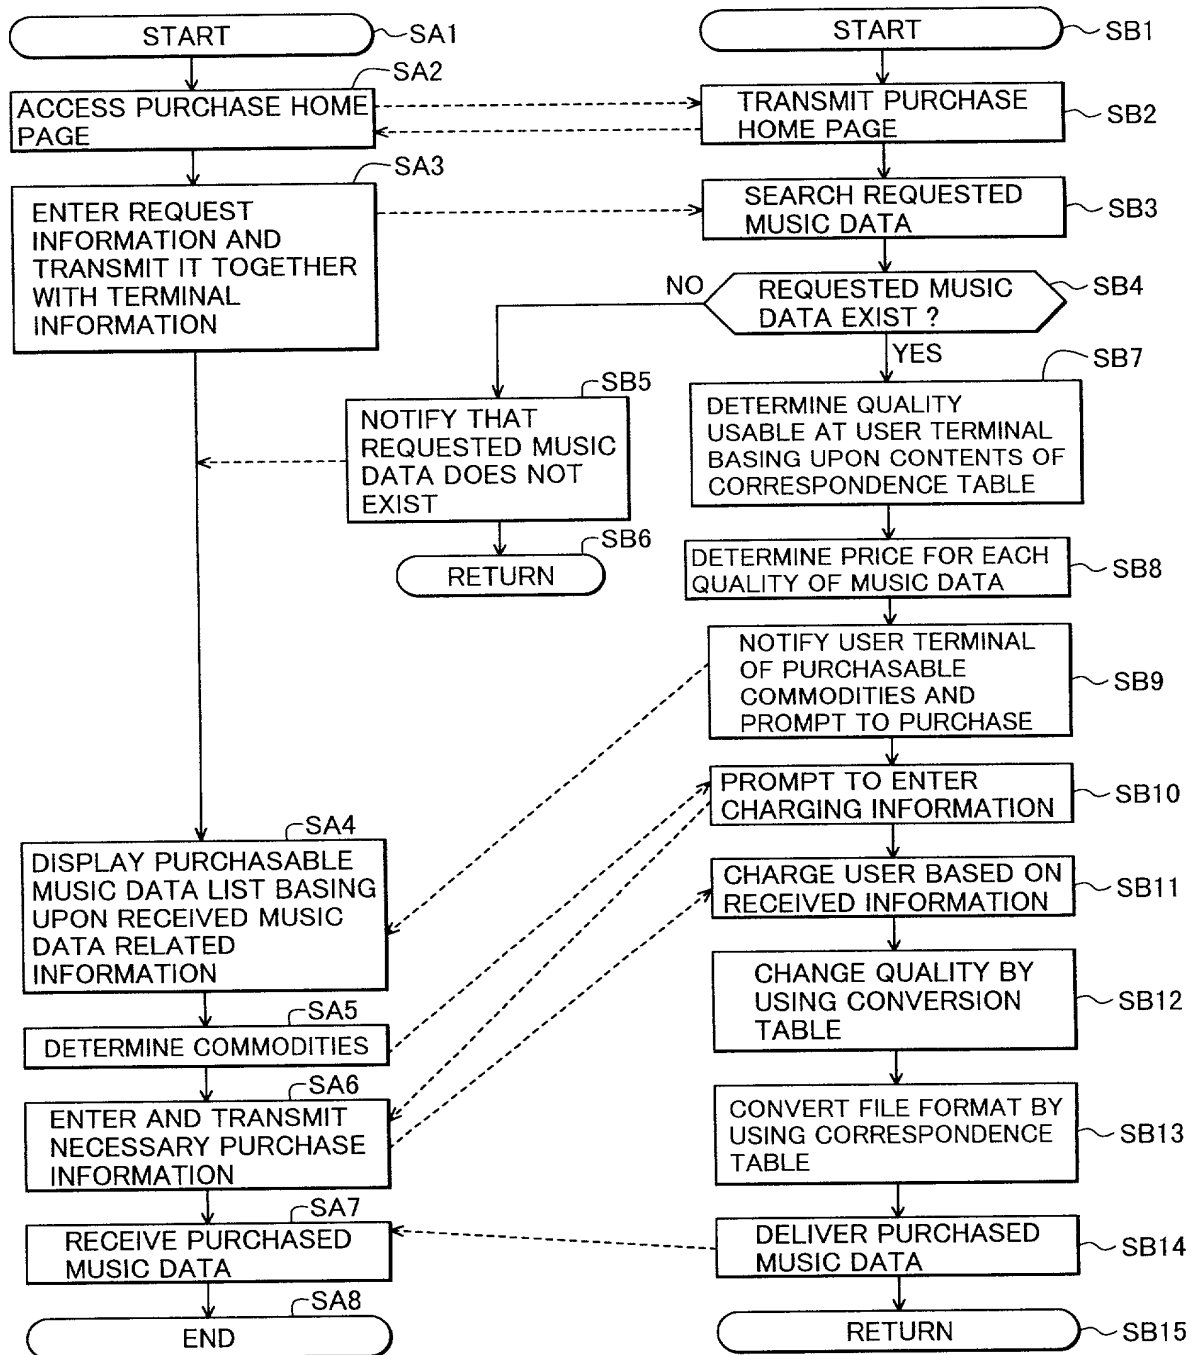 START
SA1
SA2
ACCESS PURCHASE HOME
PAGE
SA3
ENTER REQUEST
INFORMATION AND
TRANSMIT IT TOGETHER
WITH TERMINAL
INFORMATION
SA4
DISPLAY PURCHASABLE
MUSIC DATA LIST BASING
UPON RECEIVED MUSIC
DATA RELATED
INFORMATION
SA5
DETERMINE COMMODITIES
SA6
ENTER AND TRANSMIT
NECESSARY PURCHASE
INFORMATION
SA7
RECEIVE PURCHASED
MUSIC DATA
SA8
END
START
SB1
TRANSMIT PURCHASE
HOME PAGE
SB2
SEARCH REQUESTED
MUSIC DATA
SB3
NO
REQUESTED MUSIC
DATA EXIST ?
SB4
YES
SB5
NOTIFY THAT
REQUESTED MUSIC
DATA DOES NOT
EXIST
SB6
RETURN
SB7
DETERMINE QUALITY
USABLE AT USER TERMINAL
BASING UPON CONTENTS OF
CORRESPONDENCE TABLE
DETERMINE PRICE FOR EACH
QUALITY OF MUSIC DATA
SB8
NOTIFY USER TERMINAL
OF PURCHASABLE
COMMODITIES AND
PROMPT TO PURCHASE
SB9
PROMPT TO ENTER
CHARGING INFORMATION
SB10
CHARGE USER BASED ON
RECEIVED INFORMATION
SB11
CHANGE QUALITY BY
USING CONVERSION
TABLE
SB12
CONVERT FILE FORMAT BY
USING CORRESPONDENCE
TABLE
SB13
DELIVER PURCHASED
MUSIC DATA
SB14
RETURN
SB15